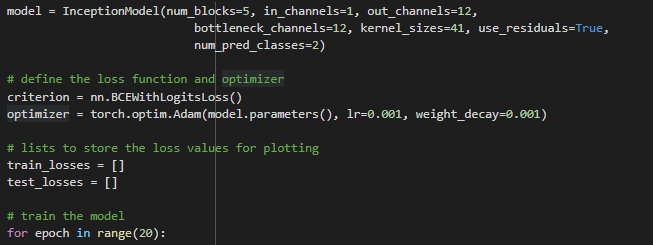 model = InceptionModel(num_blocks=5, in_channels=1, out_channels=12,
bottleneck_channels=12, kernel_sizes=41, use_residuals=True,
num_pred_classes=2)
# define the loss function and optimizer
criterion = nn.BCEWithLogitsLoss()
optimizer = torch.optim.Adam(model.parameters(), lr=0.001, weight_decay=0.001)
# lists to store the loss values for plotting
train_losses = []
test_losses = []
# train the model
for epoch in range(20):